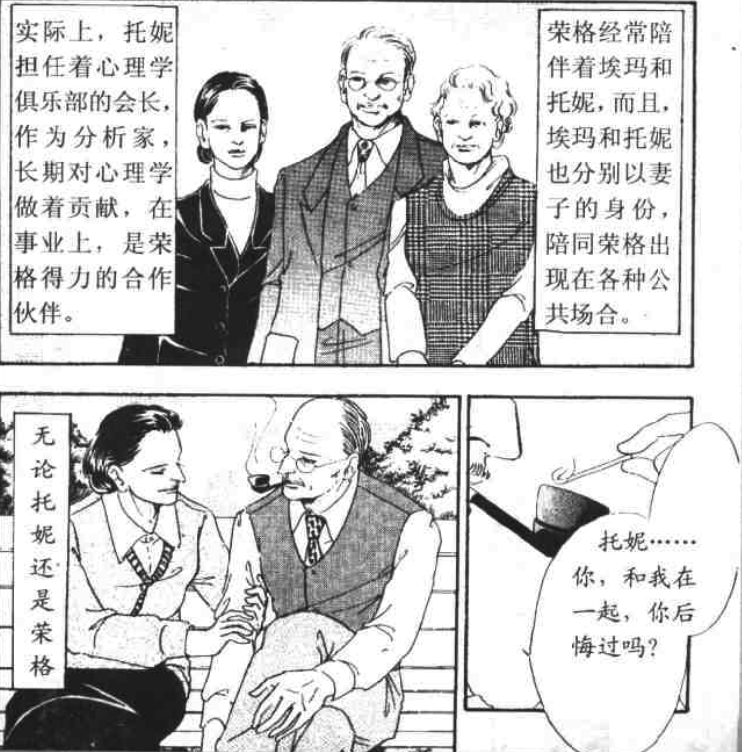 荣格经常陪
伴着埃玛和
托妮，而且，
埃玛和托妮
也分别以妻
子的身份，
陪同荣格出
现在各种公
共场合。
实际上，托妮
担任着心理学
俱乐部的会长，
作为分析家，
长期对心理学
做着贡献，在
事业上，是荣
格得力的合作
伙伴。
托妮……
你，和我在
一起，你后
悔过吗？
无论托妮还是荣格